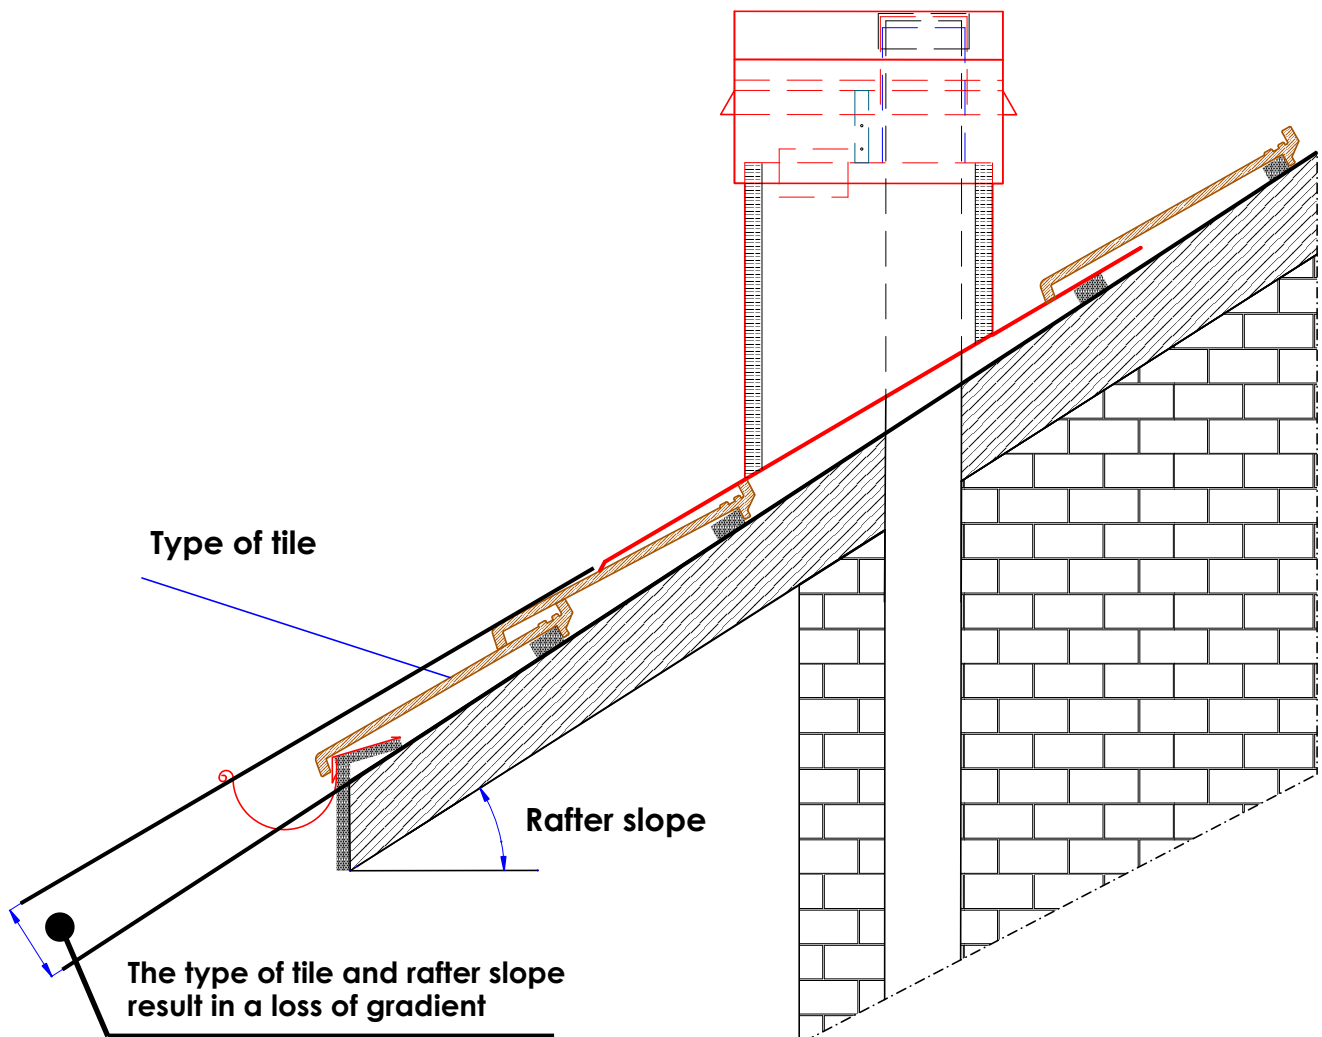 Type of tile
Rafter slope
The type of tile and rafter slope
result in a loss of gradient